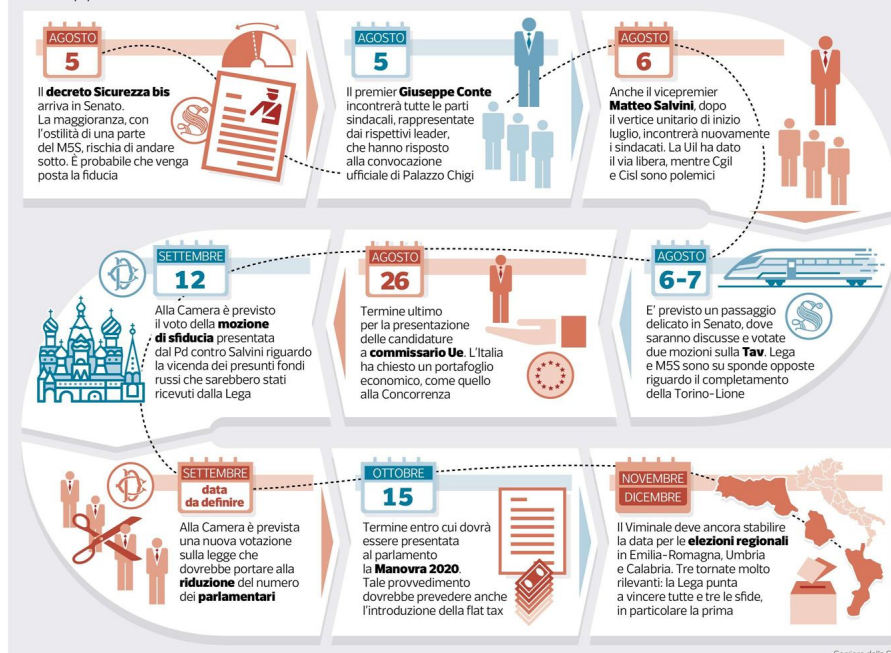 AGOSTO
5
Il decreto Sicurezza bis
arriva in Senato.
La maggioranza, con
l'ostilità di una parte
del M5S, rischia di andare
sotto. È probabile che venga
posta la fiducia
AGOSTO
5
Il premier Giuseppe Conte
incontrerà tutte le parti
sindacali, rappresentate
dai rispettivi leader,
che hanno risposto
alla convocazione
ufficiale di Palazzo Chigi
AGOSTO
6
Anche il vicepremier
Matteo Salvini, dopo
il vertice unitario di inizio
luglio, incontrerà nuovamente
i sindacati. La Uil ha dato
il via libera, mentre Cgil
e Cisl sono polemici
AGOSTO
6-7
E' previsto un passaggio
delicato in Senato, dove
saranno discusse e votate
due mozioni sulla Tav. Lega
e M5S sono su sponde opposte
riguardo il completamento
della Torino-Lione
AGOSTO
26
Termine ultimo
per la presentazione
delle candidature
a commissario Ue. L'Italia
ha chiesto un portafoglio
economico, come quello
alla Concorrenza
SETTEMBRE
12
Alla Camera è previsto
il voto della mozione
di sfiducia presentata
dal Pd contro Salvini riguardo
la vicenda dei presunti fondi
russi che sarebbero stati
ricevuti dalla Lega
SETTEMBRE
data
da definire
Alla Camera è prevista
una nuova votazione
sulla legge che
dovrebbe portare alla
riduzione del numero
dei parlamentari
OTTOBRE
15
Termine entro cui dovrà
essere presentata
al parlamento
la Manovra 2020.
Tale provvedimento
dovrebbe prevedere anche
l'introduzione della flat tax
NOVEMBRE
DICEMBRE
Il Viminale deve ancora stabilire
la data per le elezioni regionali
in Emilia-Romagna, Umbria
e Calabria. Tre tornate molto
rilevanti: la Lega punta
a vincere tutte e tre le sfide,
in particolare la prima